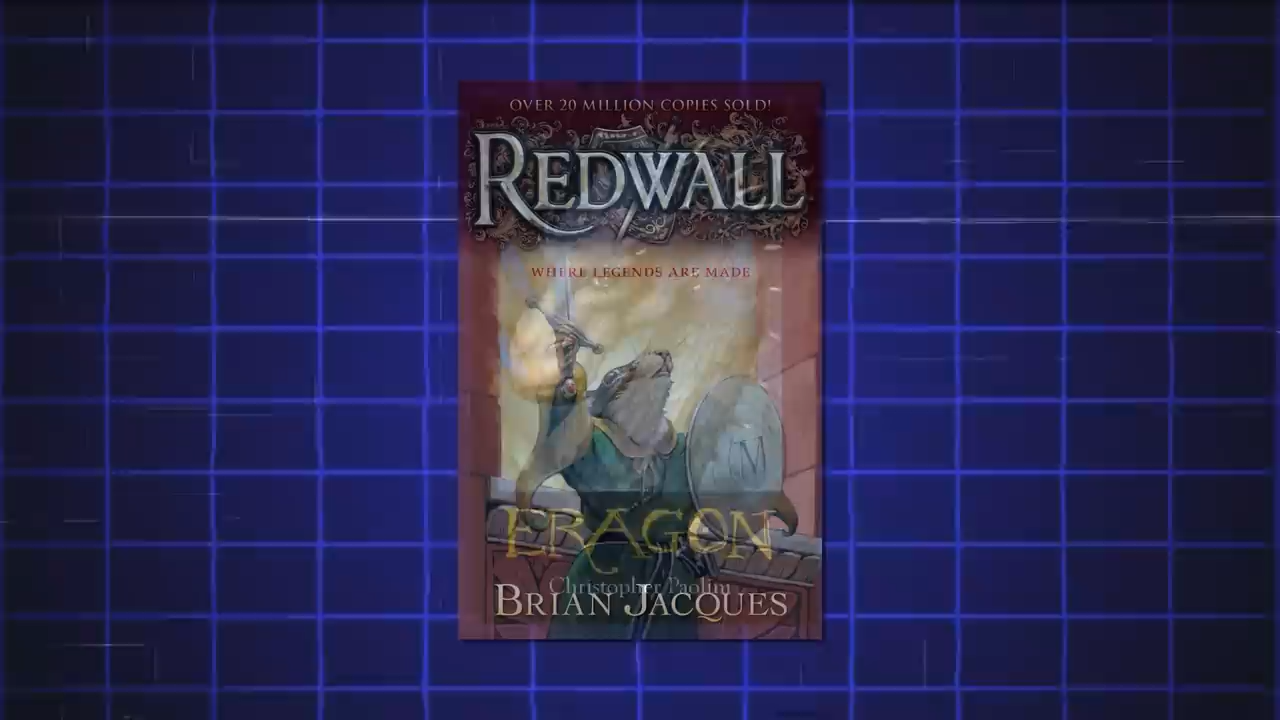 OVER 20 MILLION COPIES SOLD!
REDWALL
WHERE LEGENDS ARE MADE
M
ERAGON
Christopher Paolini
BRIAN JACQUES